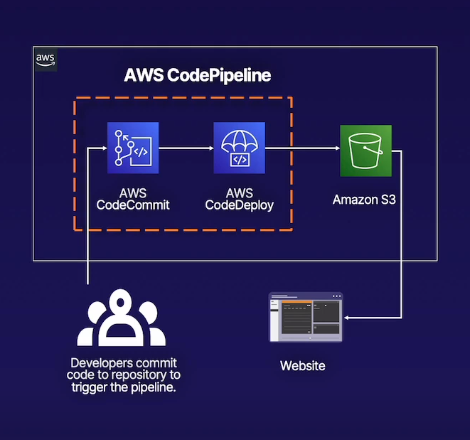 aws
AWS CodePipeline
AWS
CodeCommit
AWS
CodeDeploy
Amazon S3
Developers commit
code to repository to
trigger the pipeline.
Website